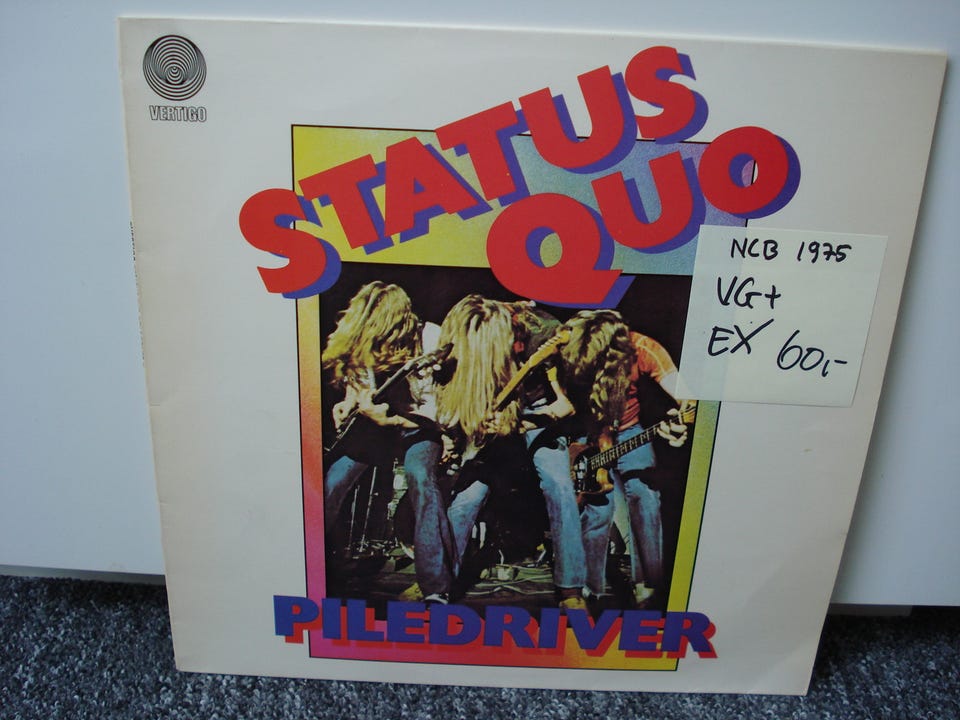 VERTIGO
STATUS
QUO
NCB 1975
VG+
EX 60,-
PILEDRIVER